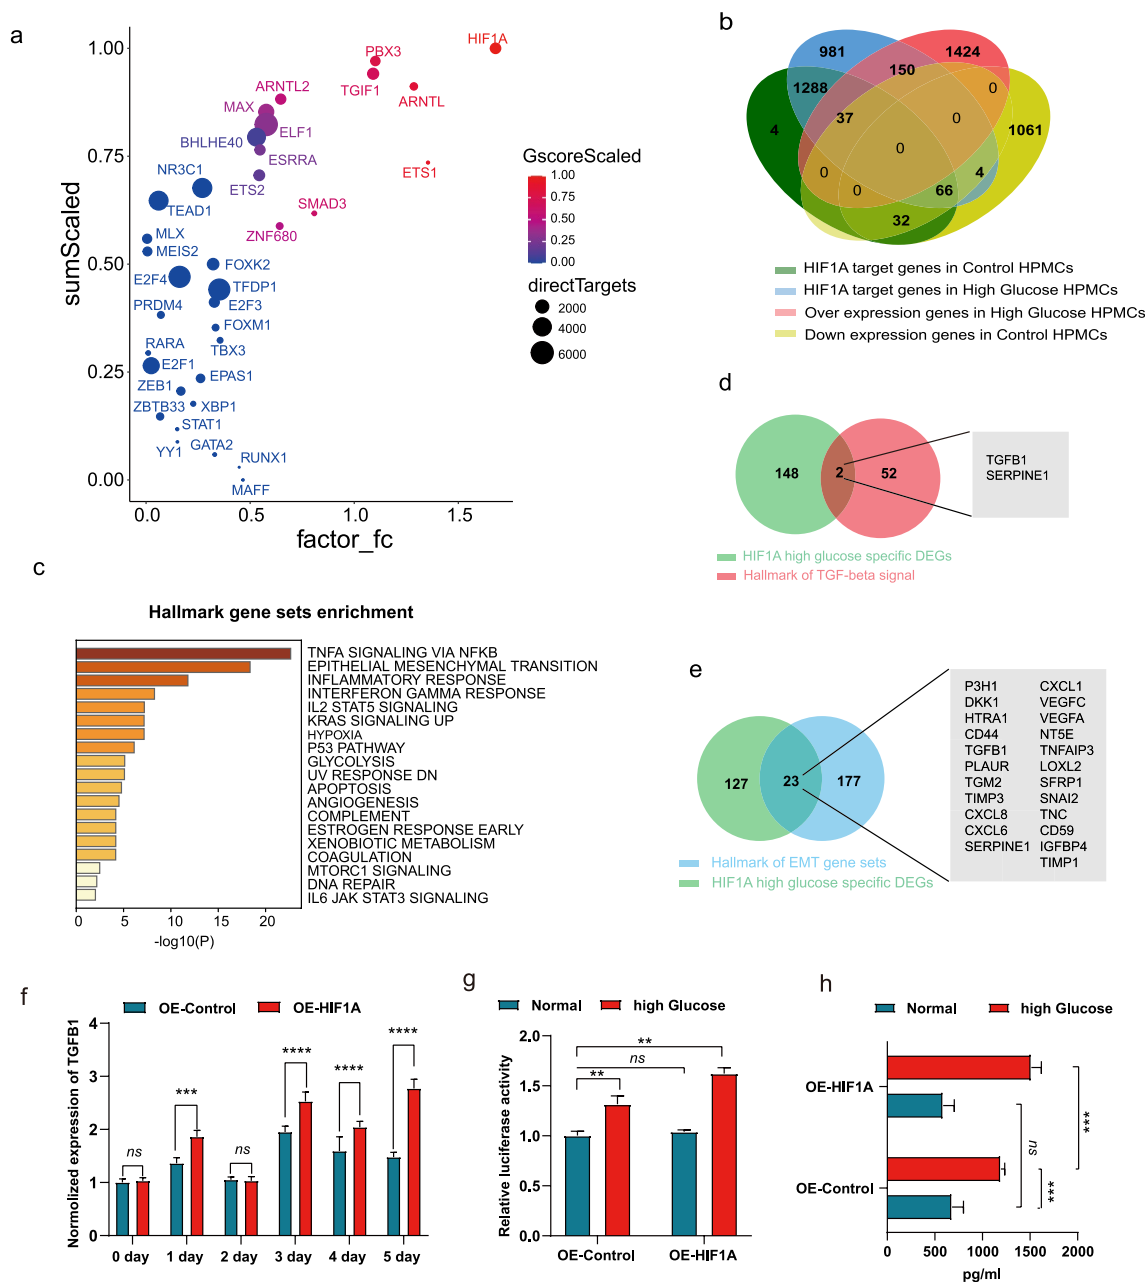 a
1.00
0.75
0.50
0.25
0.00
sumScaled
0.0
0.5
1.0
1.5
factor_fc
HIF1A
PBX3
TGIF1
ARNTL
ARNTL2
MAX
ELF1
BHLHE40
ESRRA
ETS1
ETS2
NR3C1
TEAD1
SMAD3
ZNF680
MLX
MEIS2
FOXK2
E2F4
TFDP1
E2F3
PRDM4
FOXM1
TBX3
RARA
E2F1
EPAS1
ZEB1
ZBTB33
XBP1
STAT1
YY1
GATA2
RUNX1
MAFF
GscoreScaled
1.00
0.75
0.50
0.25
0.00
directTargets
2000
4000
6000
b
981
1424
1288
150
0
4
37
0
1061
0
0
0
4
66
32
HIF1A target genes in Control HPMCs
HIF1A target genes in High Glucose HPMCs
Over expression genes in High Glucose HPMCs
Down expression genes in Control HPMCs
c
Hallmark gene sets enrichment
TNFA SIGNALING VIA NFKB
EPITHELIAL MESENCHYMAL TRANSITION
INFLAMMATORY RESPONSE
INTERFERON GAMMA RESPONSE
IL2 STAT5 SIGNALING
KRAS SIGNALING UP
HYPOXIA
P53 PATHWAY
GLYCOLYSIS
UV RESPONSE DN
APOPTOSIS
ANGIOGENESIS
COMPLEMENT
ESTROGEN RESPONSE EARLY
XENOBIOTIC METABOLISM
COAGULATION
MTORC1 SIGNALING
DNA REPAIR
IL6 JAK STAT3 SIGNALING
0
5
10
15
20
-log10(P)
d
148
2
52
TGFB1
SERPINE1
HIF1A high glucose specific DEGs
Hallmark of TGF-beta signal
e
127
23
177
P3H1
DKK1
HTRA1
CD44
TGFB1
PLAUR
TGM2
TIMP3
CXCL8
CXCL6
SERPINE1
CXCL1
VEGFC
VEGFA
NT5E
TNFAIP3
LOXL2
SFRP1
SNAI2
TNC
CD59
IGFBP4
TIMP1
Hallmark of EMT gene sets
HIF1A high glucose specific DEGs
f
OE-Control
OE-HIF1A
Normolized expression of TGFB1
4
3
2
1
0
ns
***
ns
****
****
****
0 day
1 day
2 day
3 day
4 day
5 day
g
Normal
high Glucose
Relative luciferase activity
2.0
1.5
1.0
0.5
0.0
**
ns
**
OE-Control
OE-HIF1A
h
Normal
high Glucose
OE-HIF1A
OE-Control
ns
***
***
0
500
1000
1500
2000
pg/ml